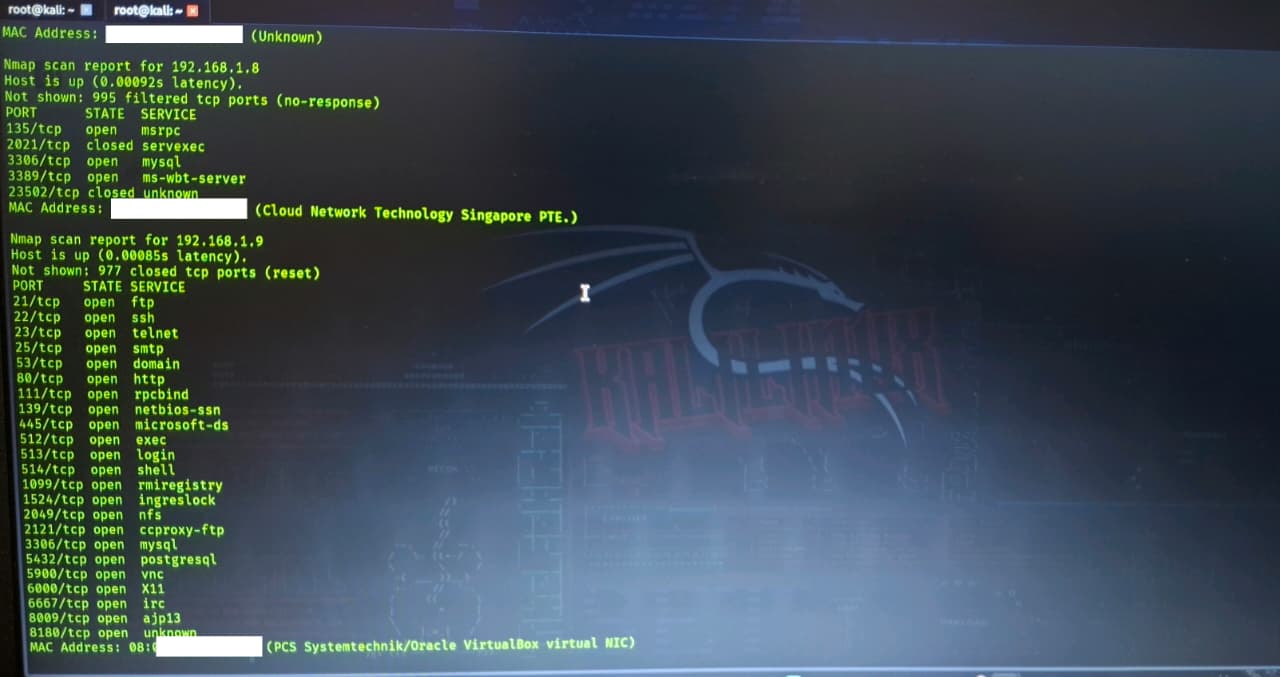 root@kali: ~
root@kali: ~
MAC Address: (Unknown)
Nmap scan report for 192.168.1.8
Host is up (0.00092s latency).
Not shown: 995 filtered tcp ports (no-response)
PORT STATE SERVICE
135/tcp open msrpc
2021/tcp closed servexec
3306/tcp open mysql
3389/tcp open ms-wbt-server
23502/tcp closed unknown
MAC Address: (Cloud Network Technology Singapore PTE.)
Nmap scan report for 192.168.1.9
Host is up (0.00085s latency).
Not shown: 977 closed tcp ports (reset)
PORT STATE SERVICE
21/tcp open ftp
22/tcp open ssh
23/tcp open telnet
25/tcp open smtp
53/tcp open domain
80/tcp open http
111/tcp open rpcbind
139/tcp open netbios-ssn
445/tcp open microsoft-ds
512/tcp open exec
513/tcp open login
514/tcp open shell
1099/tcp open rmiregistry
1524/tcp open ingreslock
2049/tcp open nfs
2121/tcp open ccproxy-ftp
3306/tcp open mysql
5432/tcp open postgresql
5900/tcp open vnc
6000/tcp open X11
6667/tcp open irc
8009/tcp open ajp13
8180/tcp open unknown
MAC Address: 08: (PCS Systemtechnik/Oracle VirtualBox virtual NIC)
KALI LINUX